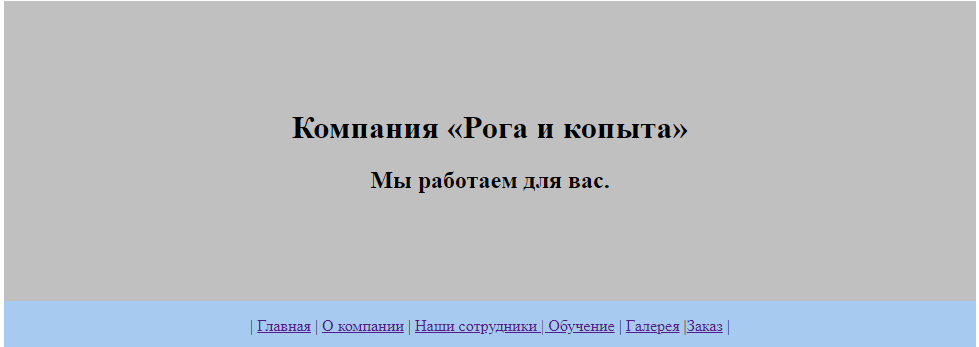 Компания «Рога и копыта»
Мы работаем для вас.
| Главная | О компании | Наши сотрудники | Обучение | Галерея |Заказ |